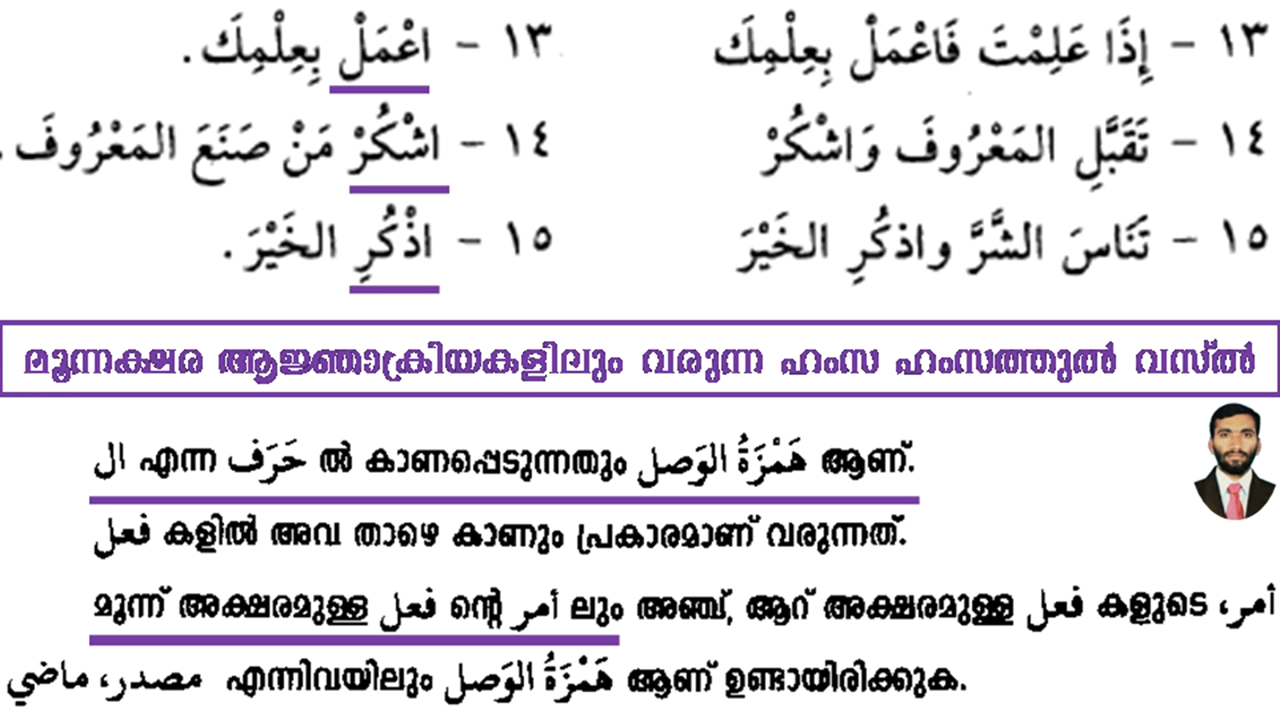 ١٣ - إِذَا عَلِمْتَ فَاعْمَلْ بِعِلْمِكَ ١٣ - اعْمَلْ بِعِلْمِكَ .
١٤ - تَقَبَّلِ المَعْرُوفَ وَاشْكُرْ ١٤ - اشْكُرْ مَنْ صَنَعَ المَعْرُوفَ .
١٥ - تَنَاسَ الشَّرَّ واذكُرِ الخَيْرَ ١٥ - اذْكُرِ الخَيْرَ .
മൂന്നക്ഷര ആജ്ഞാക്രിയകളിലും വരുന്ന ഹംസ ഹംസത്തുൽ വസ്ൽ
ال എന്ന حَرَف ൽ കാണപ്പെടുന്നതും هَمْزَةُ الوَصل ആണ്.
فعل കളിൽ അവ താഴെ കാണും പ്രകാരമാണ് വരുന്നത്.
മൂന്ന് അക്ഷരമുള്ള فعل ന്റെ أمر ലും അഞ്ച്, ആറ് അക്ഷരമുള്ള فعل കളുടെ أمر،
مصدر، ماضي എന്നിവയിലും هَمْزَةُ الوَصل ആണ് ഉണ്ടായിരിക്കുക.